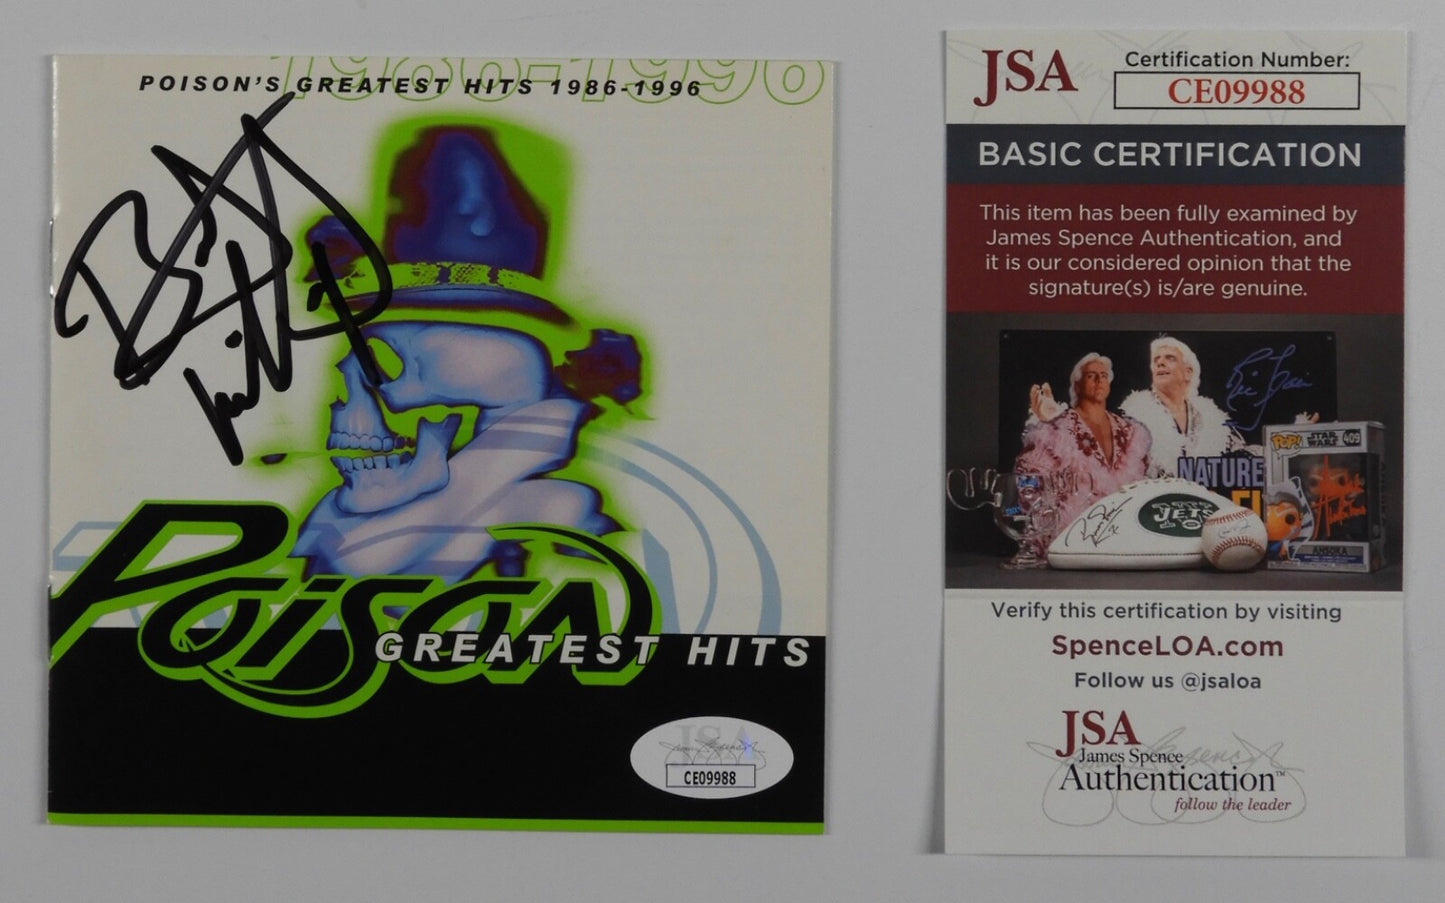 1986-1996
POISON'S GREATEST HITS 1986-1996
POISON
GREATEST HITS
JSA
CE09988
JSA
Certification Number:
CE09988
BASIC CERTIFICATION
This item has been fully examined by
James Spence Authentication, and
it is our considered opinion that the
signature(s) is/are genuine.
NATURE
JETS
POP!
STAR WARS
409
AHSOKA
Verify this certification by visiting
SpenceLOA.com
Follow us @jsaloa
JSA
James Spence
Authentication™
follow the leader